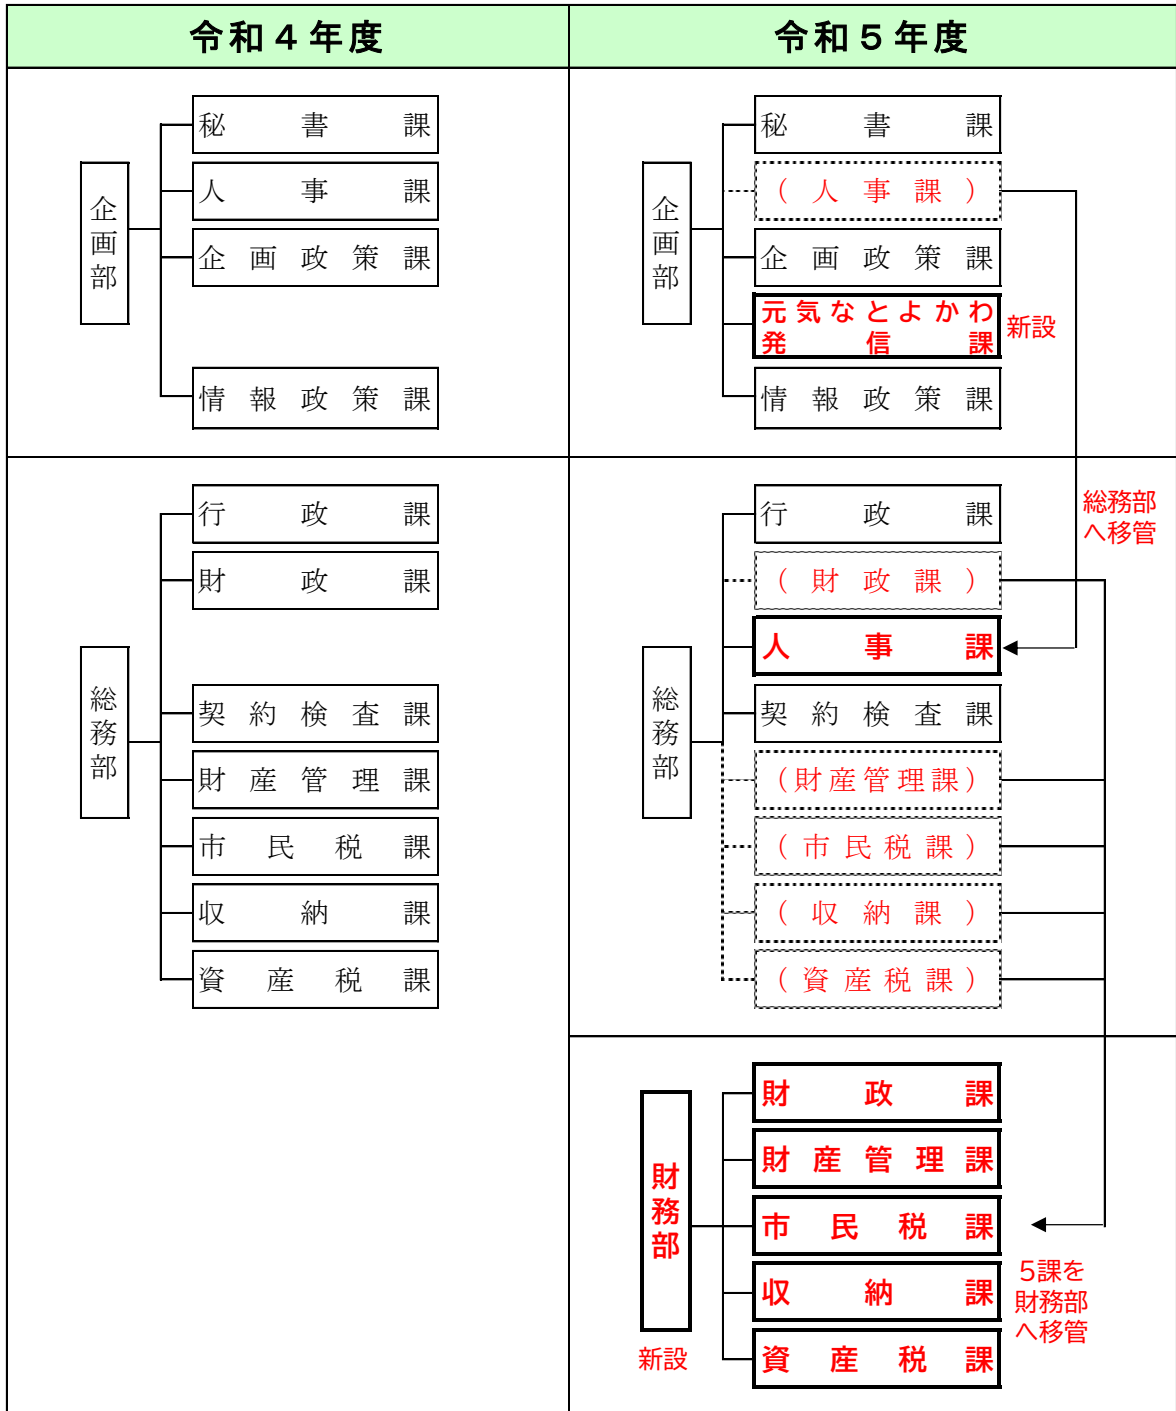 令和４年度
令和５年度
企画部
秘書課
人事課
企画政策課
情報政策課
企画部
秘書課
（人事課）
企画政策課
元気なとよかわ
発信課
新設
情報政策課
総務部
行政課
財政課
契約検査課
財産管理課
市民税課
収納課
資産税課
総務部
行政課
（財政課）
人事課
契約検査課
（財産管理課）
（市民税課）
（収納課）
（資産税課）
総務部
へ移管
財務部
新設
財政課
財産管理課
市民税課
収納課
資産税課
５課を
財務部
へ移管